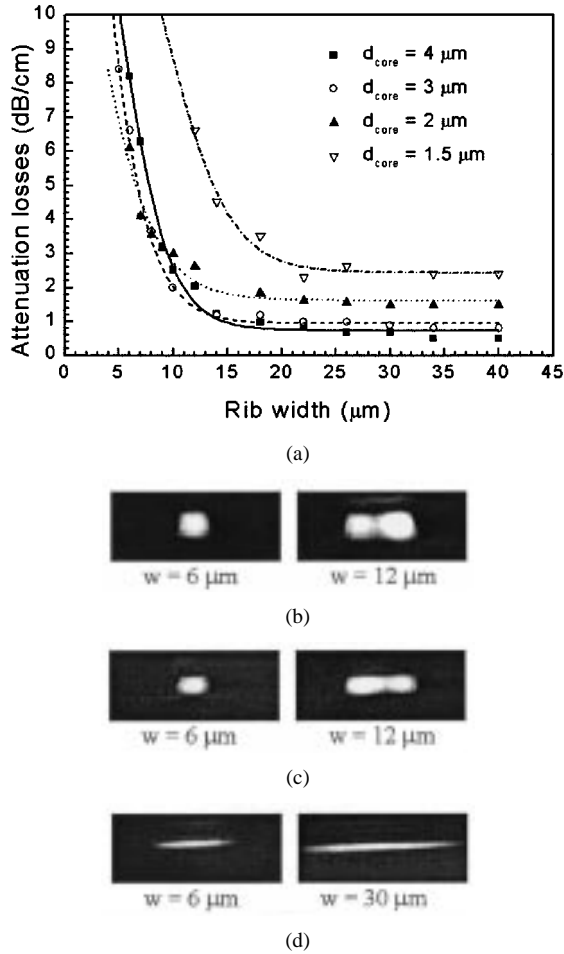 10
9
8
7
6
5
4
3
2
1
0
Attenuation losses (dB/cm)
d_core = 4 μm
d_core = 3 μm
d_core = 2 μm
d_core = 1.5 μm
0 5 10 15 20 25 30 35 40 45
Rib width (μm)
(a)
w = 6 μm w = 12 μm
(b)
w = 6 μm w = 12 μm
(c)
w = 6 μm w = 30 μm
(d)